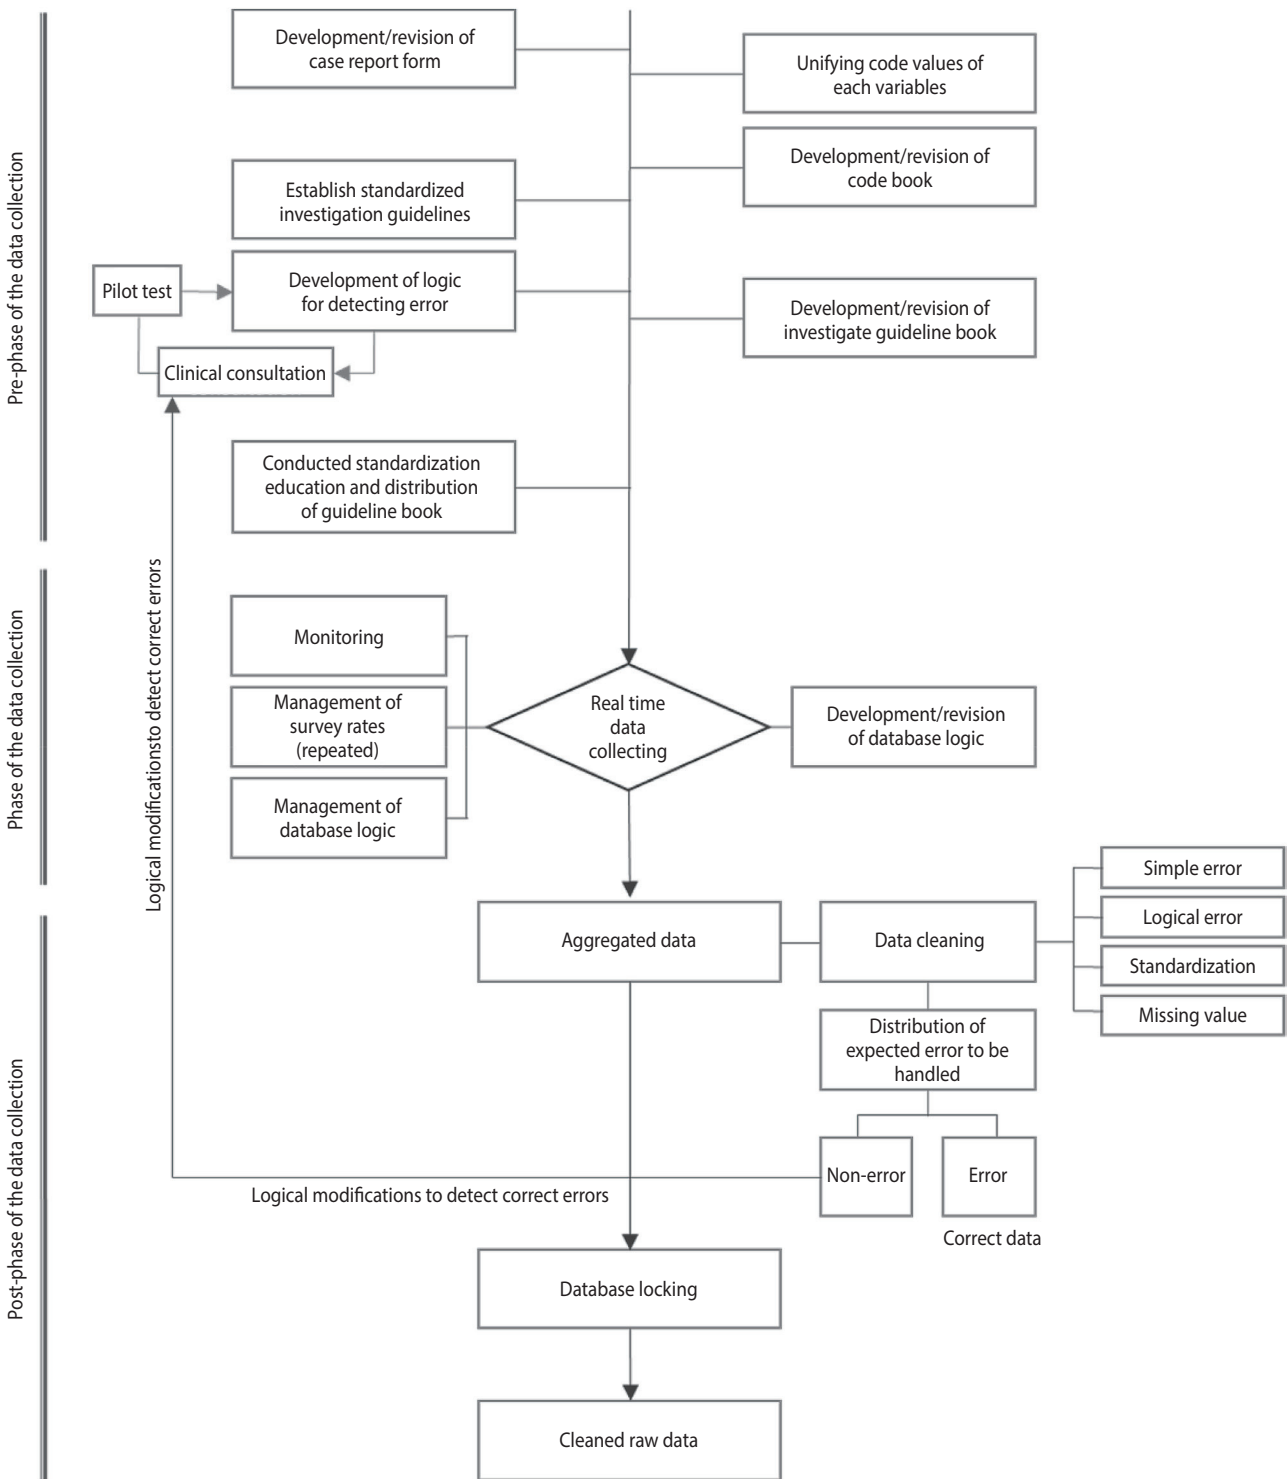 Pre-phase of the data collection
Development/revision of
case report form
Unifying code values of
each variables
Development/revision of
code book
Establish standardized
investigation guidelines
Pilot test
Development of logic
for detecting error
Development/revision of
investigate guideline book
Clinical consultation
Conducted standardization
education and distribution
of guideline book
Logical modificationsto detect correct errors
Phase of the data collection
Monitoring
Management of
survey rates
(repeated)
Management of
database logic
Real time
data
collecting
Development/revision
of database logic
Post-phase of the data collection
Aggregated data
Data cleaning
Simple error
Logical error
Standardization
Missing value
Distribution of
expected error to be
handled
Non-error
Error
Logical modifications to detect correct errors
Correct data
Database locking
Cleaned raw data